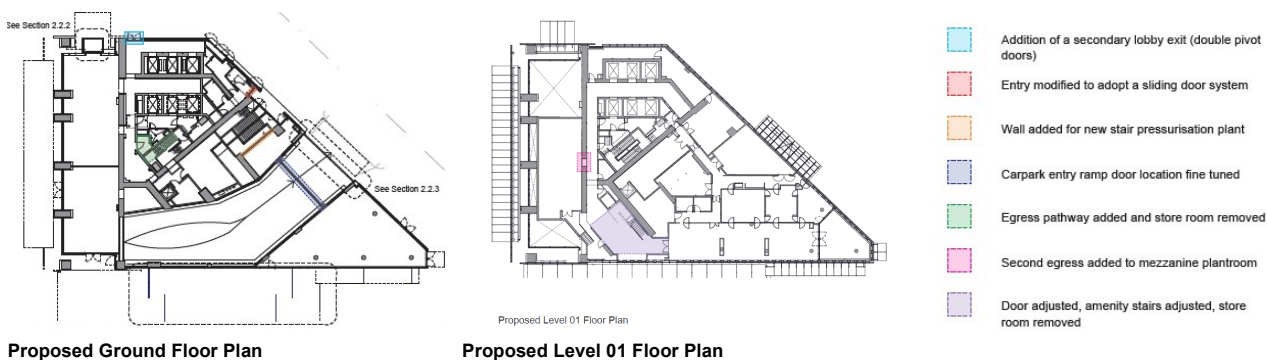 See Section 2.2.2
See Section 2.2.3
Proposed Level 01 Floor Plan
Proposed Ground Floor Plan
Proposed Level 01 Floor Plan
Addition of a secondary lobby exit (double pivot
doors)
Entry modified to adopt a sliding door system
Wall added for new stair pressurisation plant
Carpark entry ramp door location fine tuned
Egress pathway added and store room removed
Second egress added to mezzanine plantroom
Door adjusted, amenity stairs adjusted, store
room removed